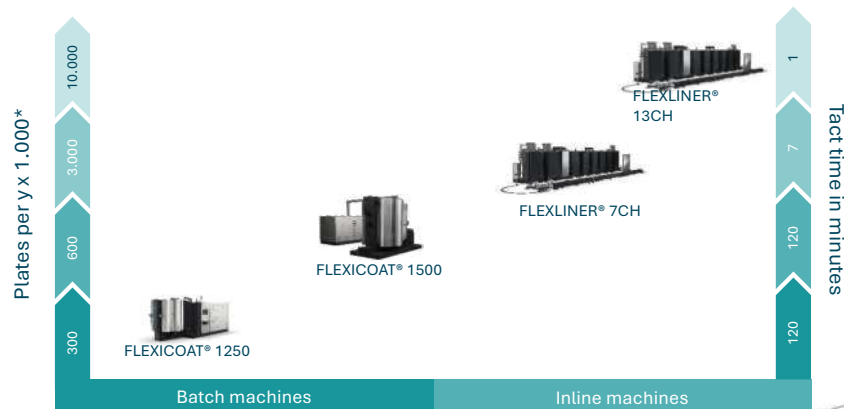 Plates per y x 1.000*
10.000
3.000
600
300
FLEXLINER®
13CH
FLEXLINER® 7CH
FLEXICOAT® 1500
FLEXICOAT® 1250
1
7
120
120
Tact time in minutes
Batch machines
Inline machines